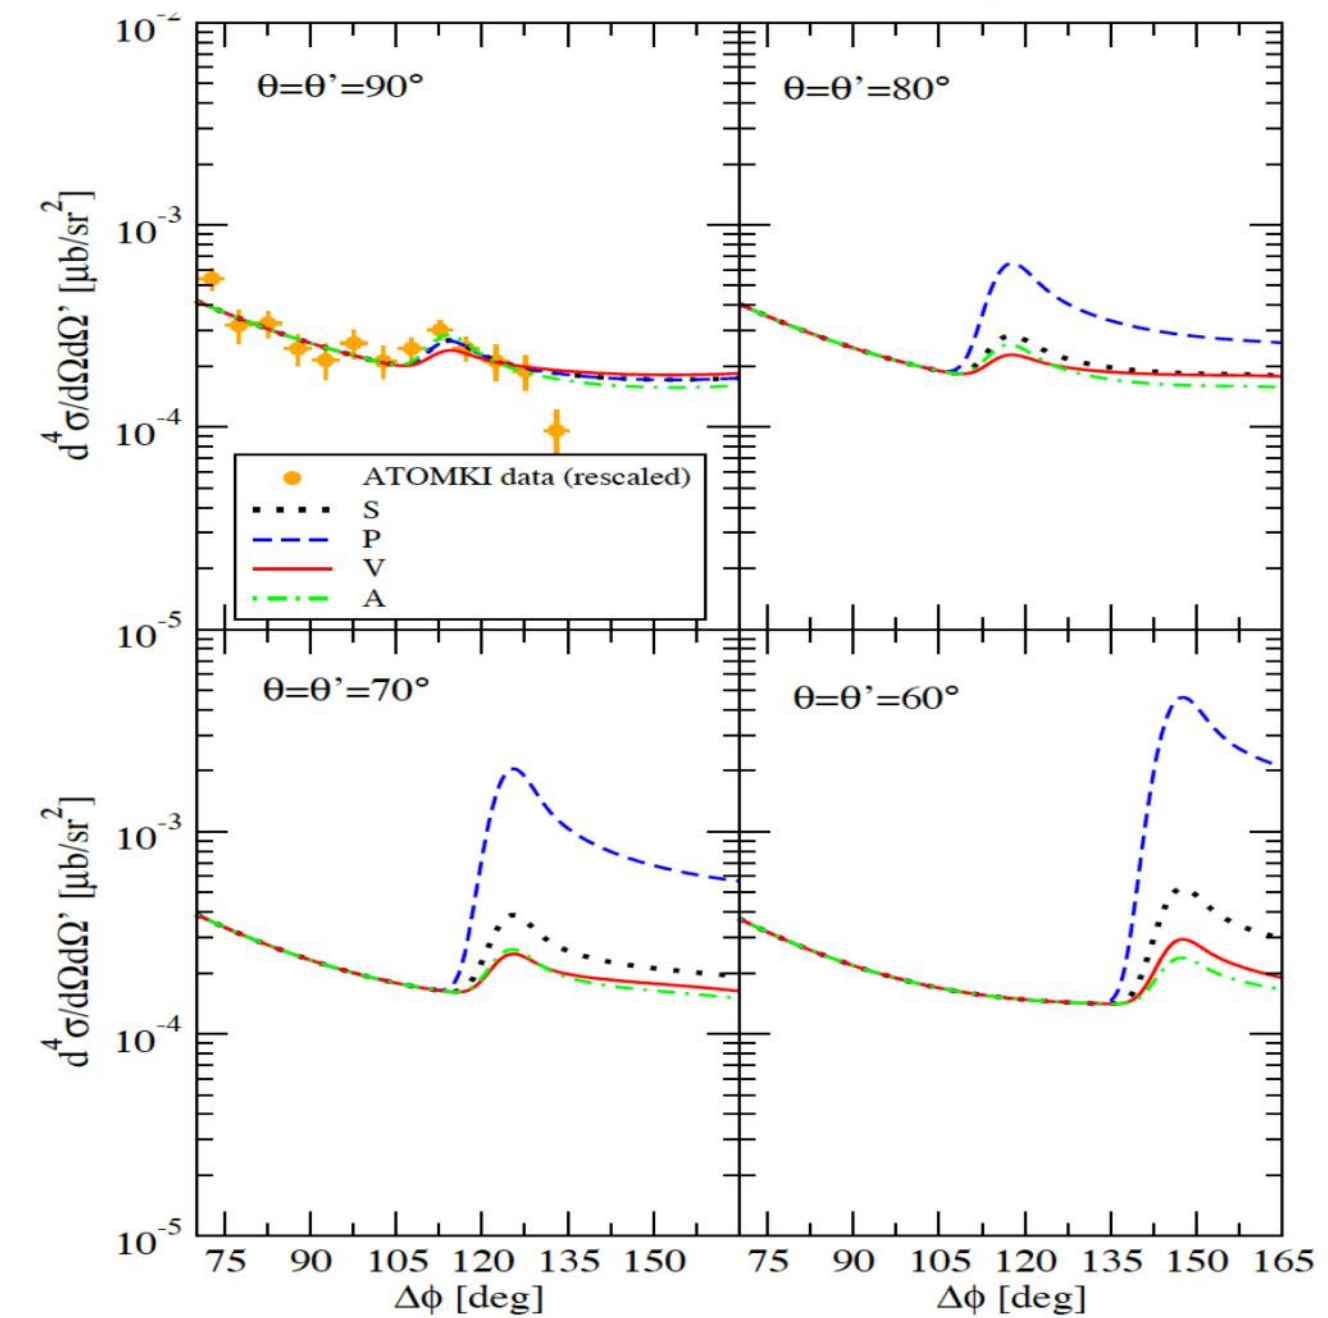 10⁻²
θ=θ'=90°
θ=θ'=80°
d⁴σ/dΩdΩ' [μb/sr²]
10⁻³
10⁻⁴
ATOMKI data (rescaled)
S
P
V
A
10⁻⁵
θ=θ'=70°
θ=θ'=60°
d⁴σ/dΩdΩ' [μb/sr²]
10⁻³
10⁻⁴
10⁻⁵
75 90 105 120 135 150 75 90 105 120 135 150 165
Δϕ [deg] Δϕ [deg]